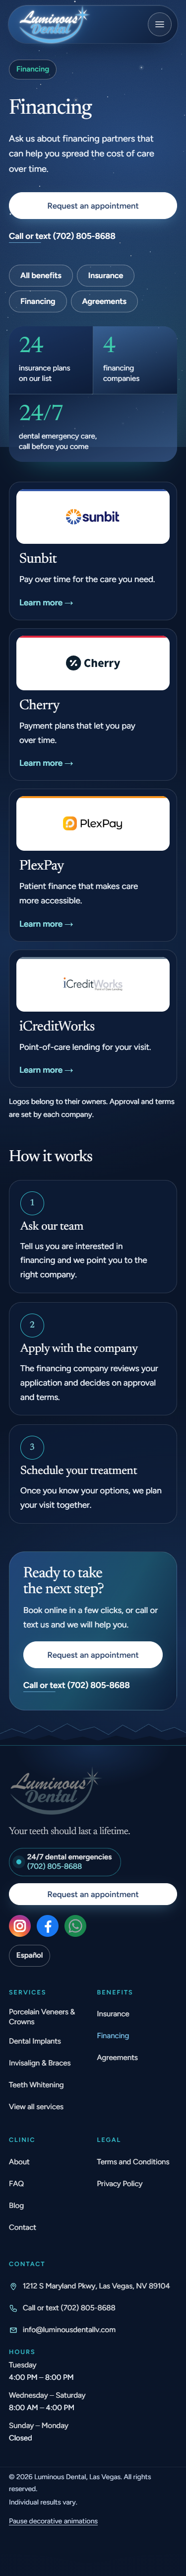 Luminous
Dental
Financing
Financing
Ask us about financing partners that
can help you spread the cost of care
over time.
Request an appointment
Call or text (702) 805-8688
All benefits
Insurance
Financing
Agreements
24
insurance plans
on our list
4
financing
companies
24/7
dental emergency care,
call before you come
sunbit
Sunbit
Pay over time for the care you need.
Learn more →
Cherry
Cherry
Payment plans that let you pay
over time.
Learn more →
PlexPay
PlexPay
Patient finance that makes care
more accessible.
Learn more →
iCreditWorks
iCreditWorks
Point-of-care lending for your visit.
Learn more →
Logos belong to their owners. Approval and terms
are set by each company.
How it works
1
Ask our team
Tell us you are interested in
financing and we point you to the
right company.
2
Apply with the company
The financing company reviews your
application and decides on approval
and terms.
3
Schedule your treatment
Once you know your options, we plan
your visit together.
Ready to take
the next step?
Book online in a few clicks, or call or
text us and we will help you.
Request an appointment
Call or text (702) 805-8688
Luminous
Dental
Your teeth should last a lifetime.
24/7 dental emergencies
(702) 805-8688
Request an appointment
Español
SERVICES
Porcelain Veneers &
Crowns
Dental Implants
Invisalign & Braces
Teeth Whitening
View all services
BENEFITS
Insurance
Financing
Agreements
CLINIC
About
FAQ
Blog
Contact
LEGAL
Terms and Conditions
Privacy Policy
CONTACT
1212 S Maryland Pkwy, Las Vegas, NV 89104
Call or text (702) 805-8688
info@luminousdentallv.com
HOURS
Tuesday
4:00 PM – 8:00 PM
Wednesday – Saturday
8:00 AM – 4:00 PM
Sunday – Monday
Closed
© 2026 Luminous Dental, Las Vegas. All rights
reserved.
Individual results vary.
Pause decorative animations